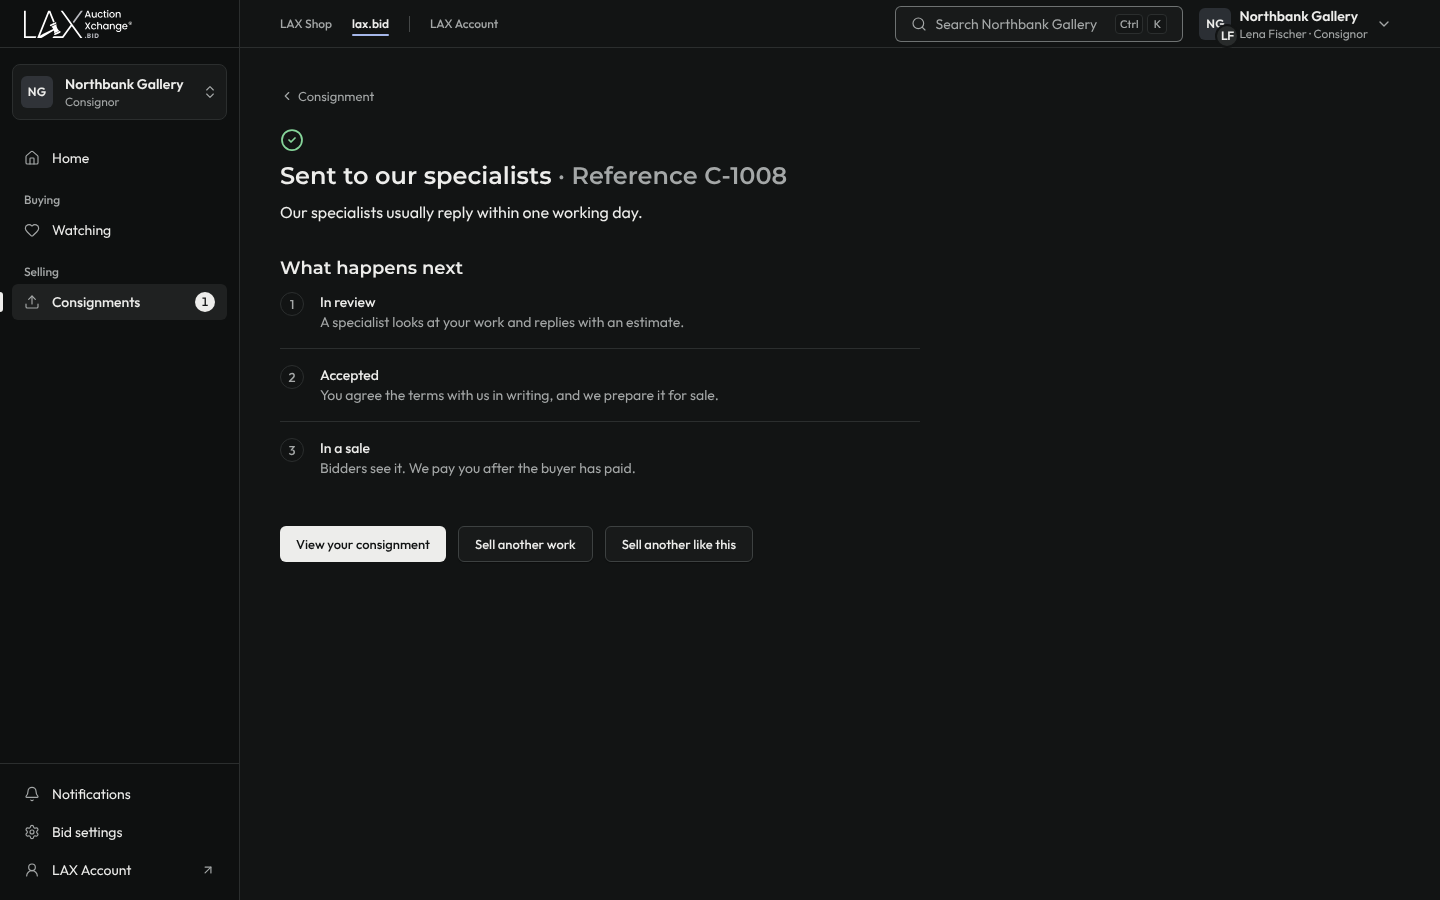 LAX Auction
Xchange®
.BID
LAX Shop
lax.bid
LAX Account
Search Northbank Gallery
Ctrl
K
NG
LF
Northbank Gallery
Lena Fischer · Consignor
NG
Northbank Gallery
Consignor
Home
Buying
Watching
Selling
Consignments
1
Notifications
Bid settings
LAX Account
Consignment
Sent to our specialists · Reference C-1008
Our specialists usually reply within one working day.
What happens next
1
In review
A specialist looks at your work and replies with an estimate.
2
Accepted
You agree the terms with us in writing, and we prepare it for sale.
3
In a sale
Bidders see it. We pay you after the buyer has paid.
View your consignment
Sell another work
Sell another like this